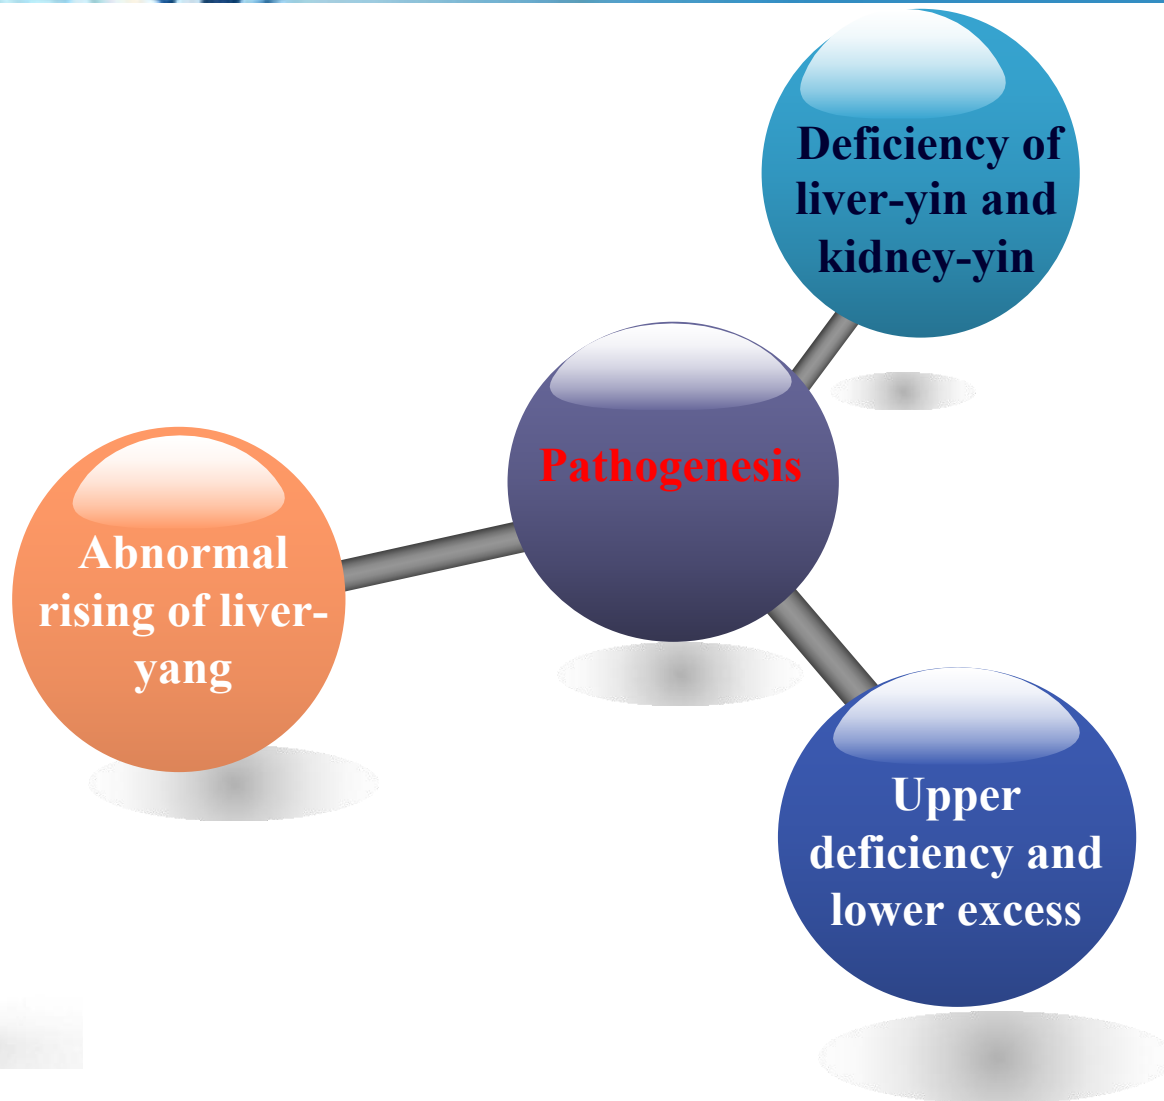 Deficiency of
liver-yin and
kidney-yin
Pathogenesis
Abnormal
rising of liver-
yang
Upper
deficiency and
lower excess